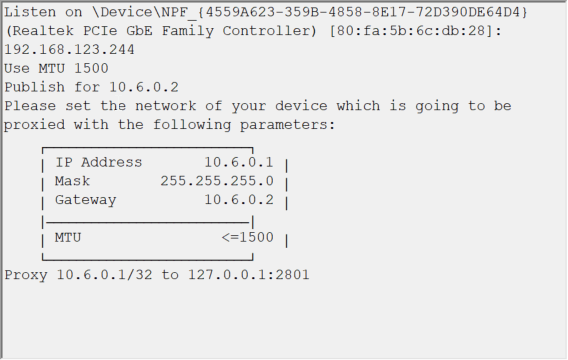 Listen on \Device\NPF_{4559A623-359B-4858-8E17-72D390DE64D4}
(Realtek PCIe GbE Family Controller) [80:fa:5b:6c:db:28]:
192.168.123.244
Use MTU 1500
Publish for 10.6.0.2
Please set the network of your device which is going to be
proxied with the following parameters:
IP Address 10.6.0.1
Mask 255.255.255.0
Gateway 10.6.0.2
MTU <=1500
Proxy 10.6.0.1/32 to 127.0.0.1:2801